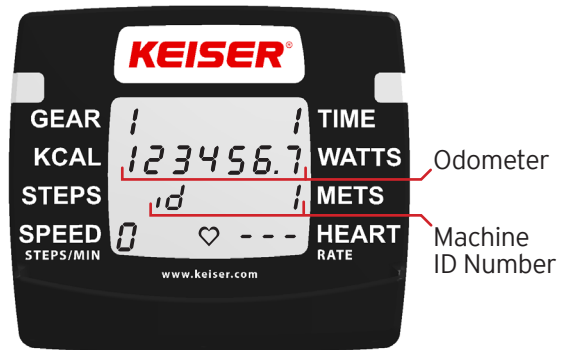 KEISER®
GEAR 1 1 TIME
KCAL 123456.7 WATTS
Odometer
STEPS id 1 METS
SPEED 0 ♡ --- HEART
STEPS/MIN RATE
Machine
ID Number
www.keiser.com